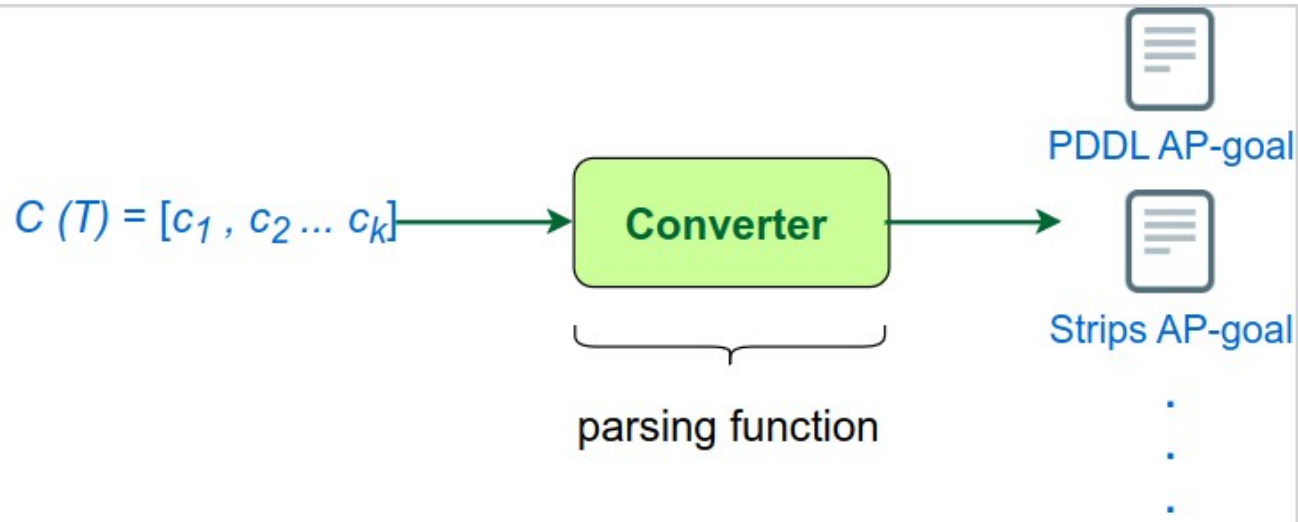 PDDL AP-goal
C (T) = [c1 , c2 ... ck]
Converter
Strips AP-goal
parsing function
.
.
.